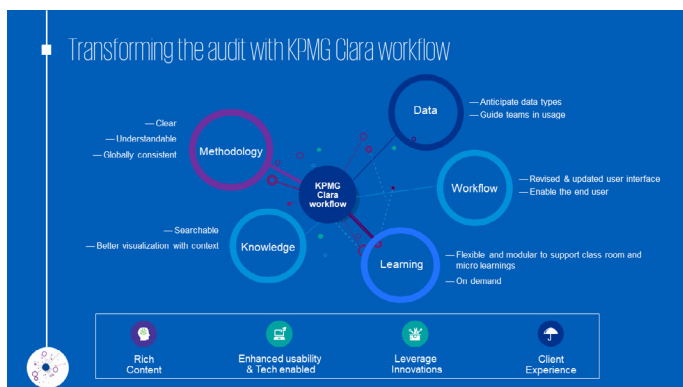 Transforming the audit with KPMG Clara workflow
— Clear
— Understandable
— Globally consistent
Methodology
Data
— Anticipate data types
— Guide teams in usage
KPMG
Clara
workflow
Workflow
— Revised & updated user interface
— Enable the end user
— Searchable
— Better visualization with context
Knowledge
Learning
— Flexible and modular to support class room and
micro learnings
— On demand
Rich
Content
Enhanced usability
& Tech enabled
Leverage
Innovations
Client
Experience